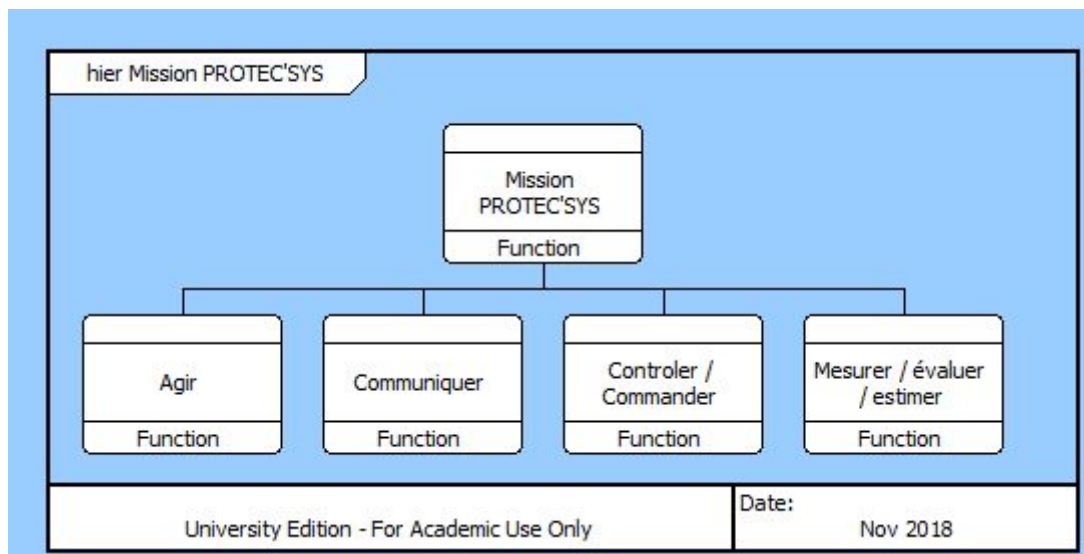 hier Mission PROTEC'SYS
Mission
PROTEC'SYS
Function
Agir
Function
Communiquer
Function
Controler /
Commander
Function
Mesurer / évaluer
/ estimer
Function
University Edition - For Academic Use Only
Date:
Nov 2018